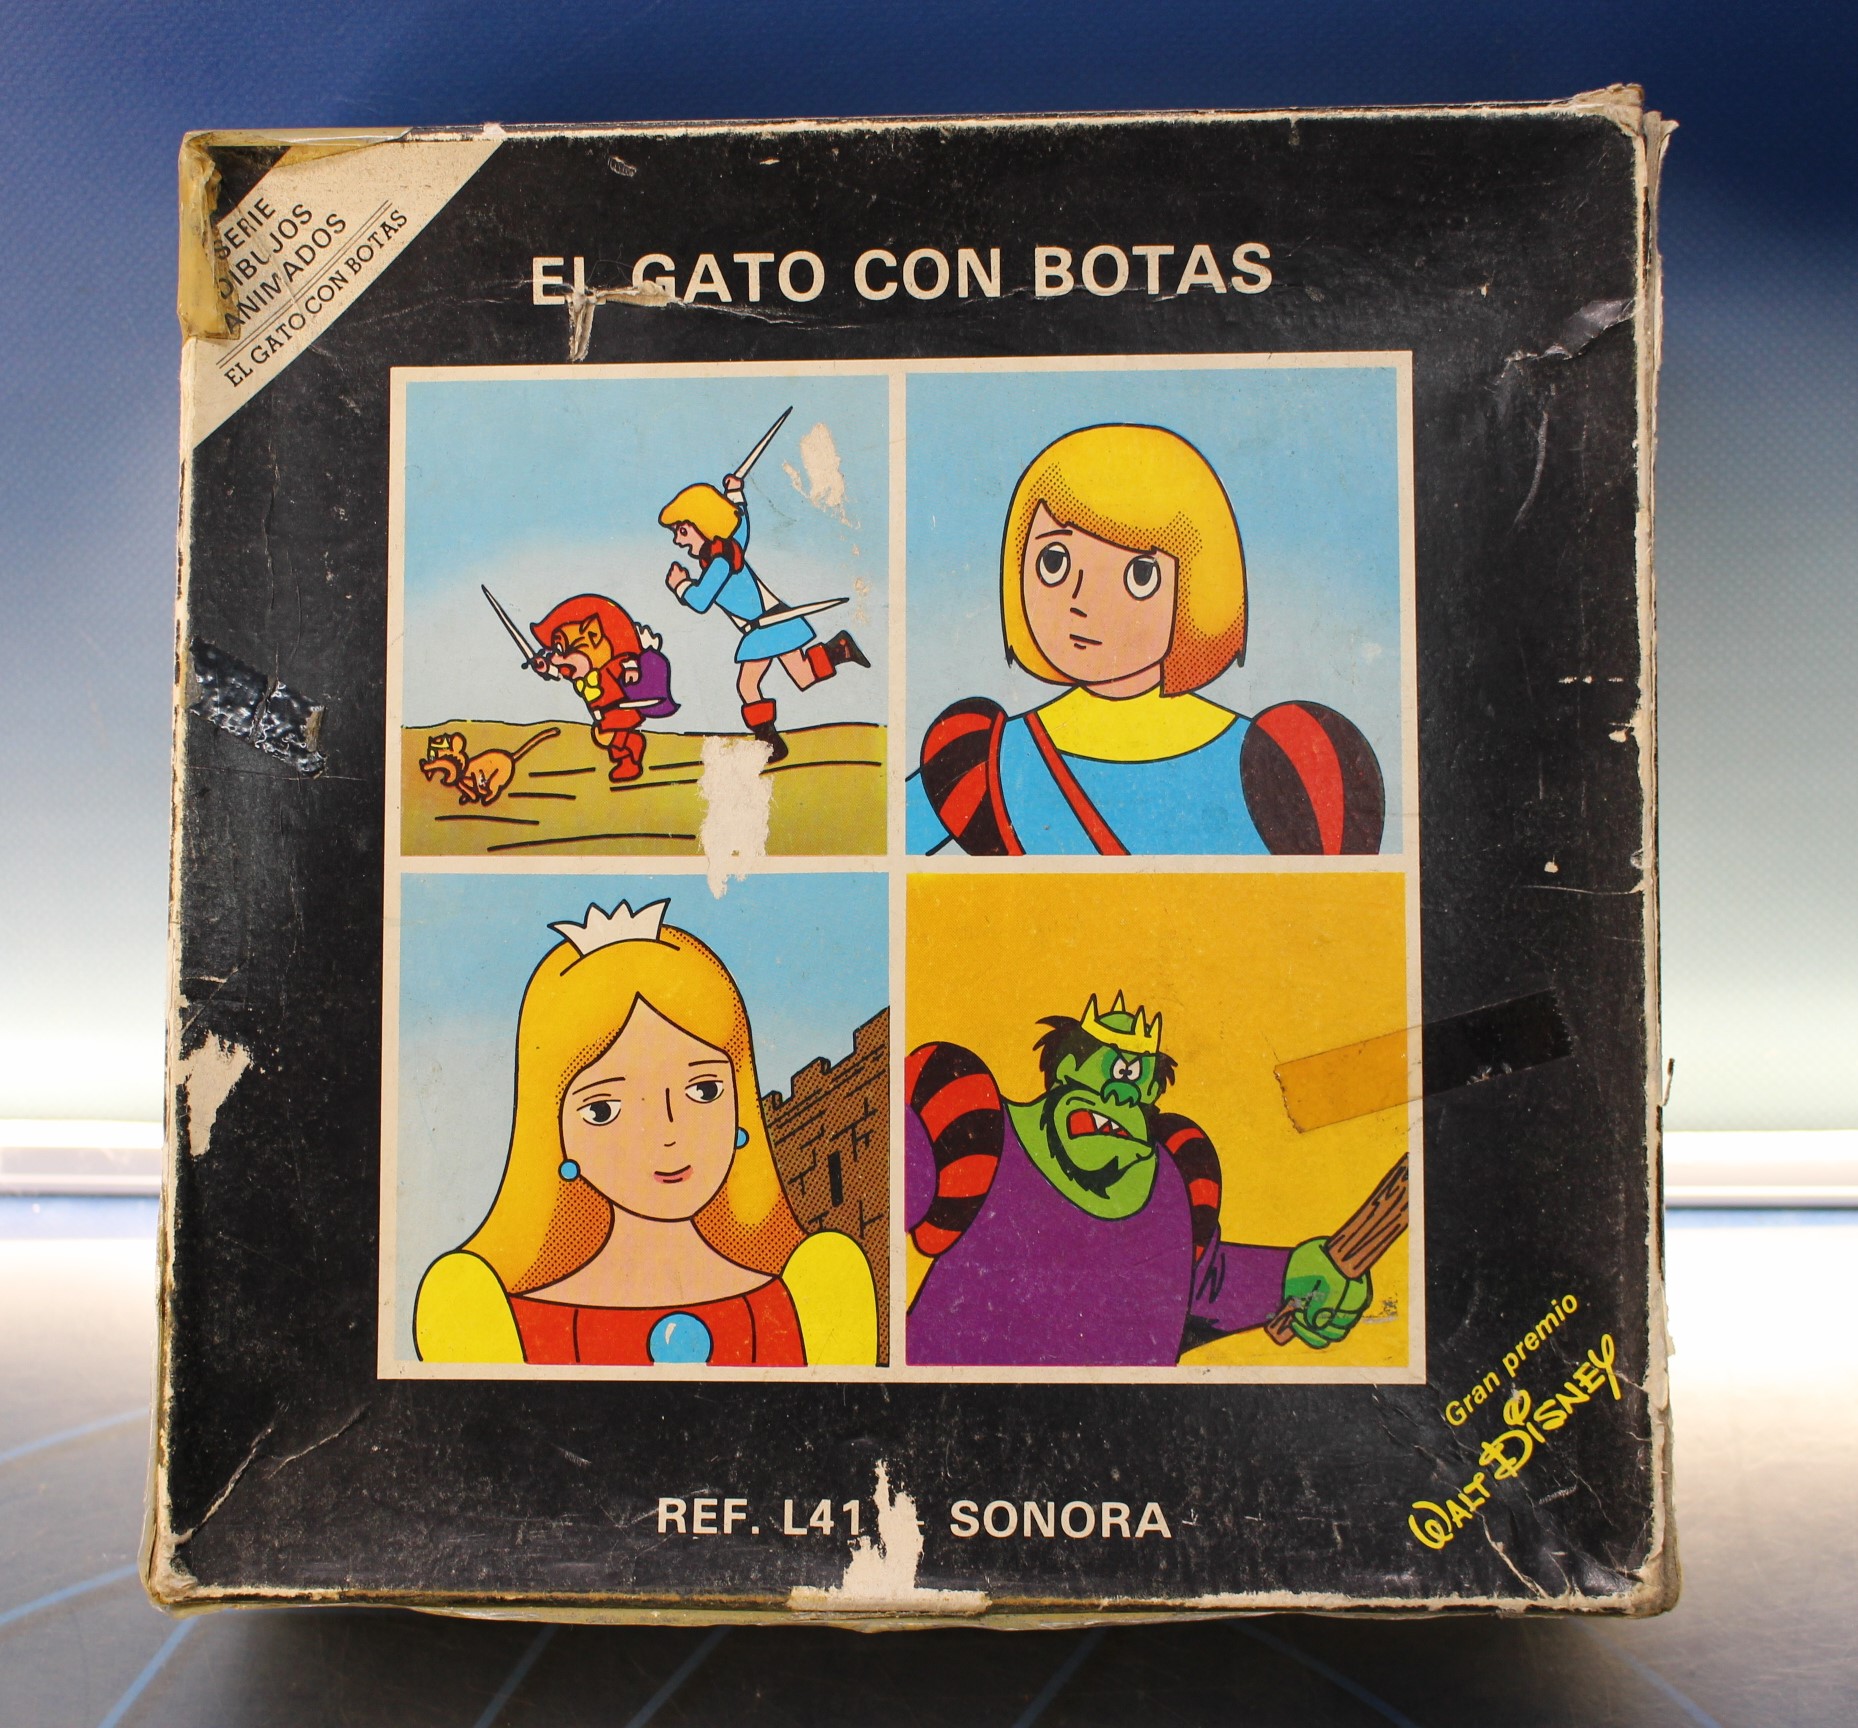 SERIE
DIBUJOS
ANIMADOS
EL GATO CON BOTAS
EL GATO CON BOTAS
Gran premio
WALT DISNEY
REF. L41 - SONORA